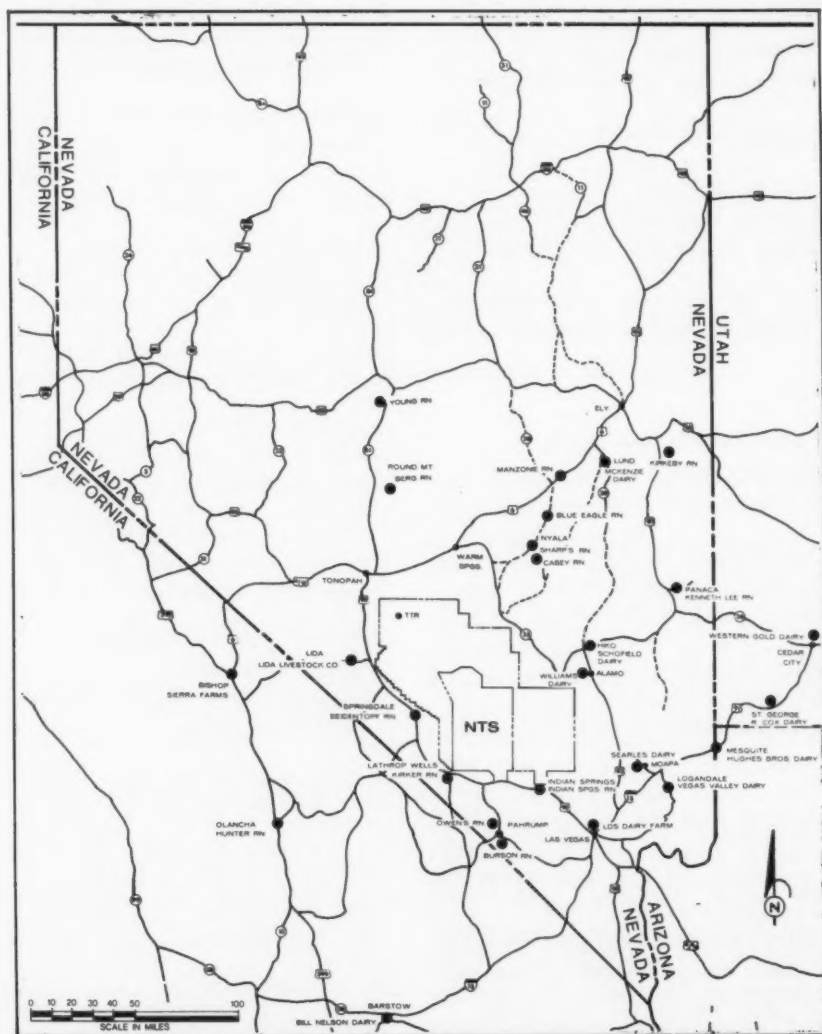 NEVADA
CALIFORNIA
UTAH
NEVADA
NEVADA
CALIFORNIA
YOUNG RN
ROUND MT
BERG RN
ELY
LUND
MCKENZIE
DAIRY
KIRKEBY RN
MANZONIE RN
BLUE EAGLE RN
NYALA
SHARP'S RN
CASEY RN
WARM
SPGS.
TONOPAH
TTR
PANACA
KENNETH LEE RN
WESTERN GOLD DAIRY
CEDAR
CITY
HIKO
SCHOFIELD
DAIRY
WILLIAMS
DAIRY
ALAMO
LIDA
LIDA LIVESTOCK CO.
BISHOP
SIERRA FARMS
SPRINGDALE
SEIDENTOPF RN
NTS
ST GEORGE
R COX DAIRY
MESQUITE
HUGHES BROS DAIRY
SEARLES DAIRY
MOAPA
LATHROP WELLS
KIRKER RN
INDIAN SPRINGS
INDIAN SPGS RN
LOGANDALE
VEGAS VALLEY DAIRY
OLANCHA
HUNTER RN
OWEN'S RN
PAHRUMP
BURSON RN
LDS DAIRY FARM
LAS VEGAS
ARIZONA
NEVADA
N
BARSTOW
BILL NELSON DAIRY
0 10 20 30 40 50 100
SCALE IN MILES